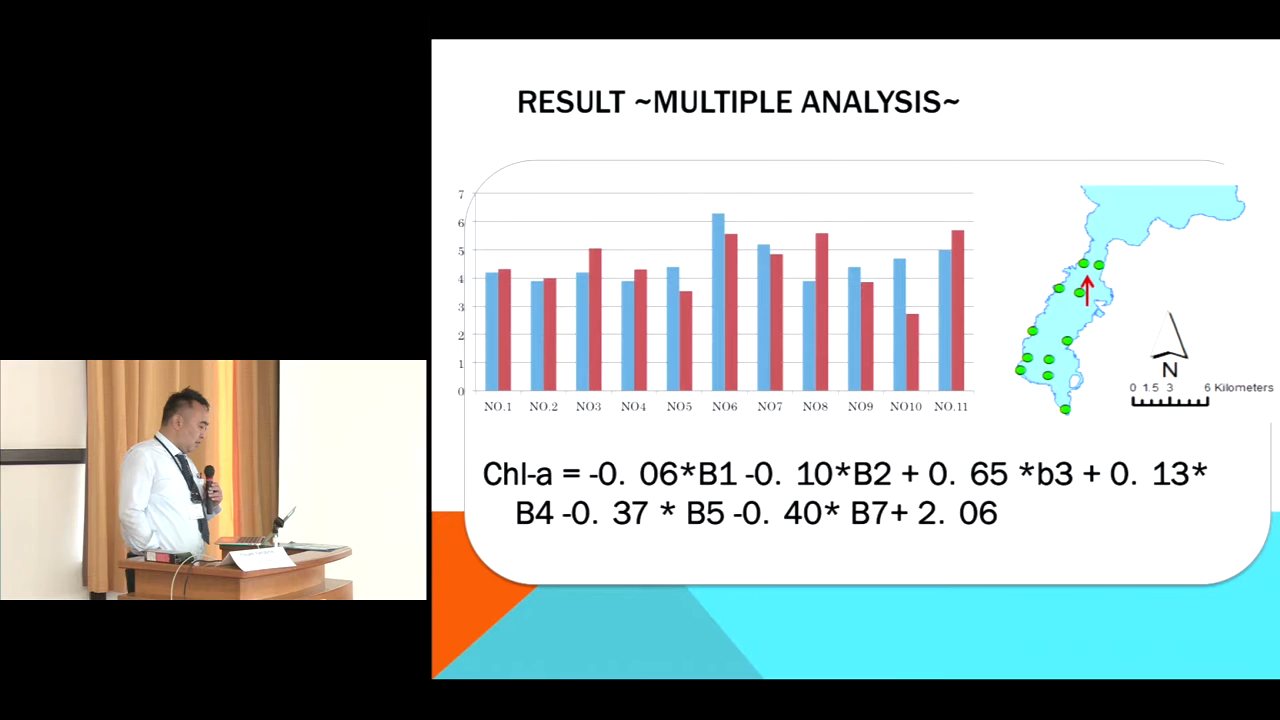 RESULT ~MULTIPLE ANALYSIS~
7
6
5
4
3
2
1
0
NO.1 NO.2 NO3 NO4 NO5 NO6 NO7 NO8 NO9 NO10 NO.11
N
0 1.5 3 6 Kilometers
Chl-a = -0. 06*B1 -0. 10*B2 + 0. 65 *b3 + 0. 13*
B4 -0. 37 * B5 -0. 40* B7+ 2. 06